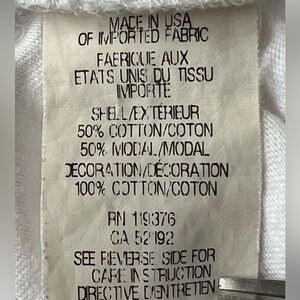 MADE IN USA
OF IMPORTED FABRIC
FABRIQUE AUX
ETATS UNIS DU TISSU
IMPORTE
SHELL/EXTERIEUR
50% COTTON/COTON
50% MODAL/MODAL
DECORATION/DECORATION
100% COTTON/COTON
RN 119376
CA 52192
SEE REVERSE SIDE FOR
CARE INSTRUCTION
DIRECTIVE D'ENTRETIEN